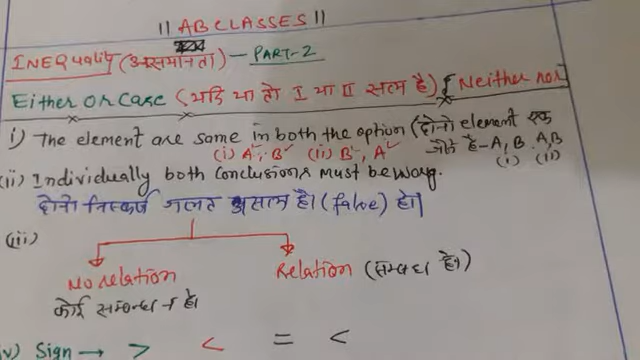 || AB CLASSES ||
INEQuality (असमानता) — PART-2
Either or case (यदि या तो I या II सत्य है) { Neither nor}
i) The element are same in both the option (दोनो element एक
(i) A, B (ii) B, A जैसे है - A, B A, B
(i) (ii)
(ii) Individually both Conclusions must be wrong.
दोनो निष्कर्ष गलत असत्य है। (false) हो।
(iii)
No relation Relation (सम्बन्ध हो)
कोई सम्बन्ध न हो
iv) Sign → > < = <